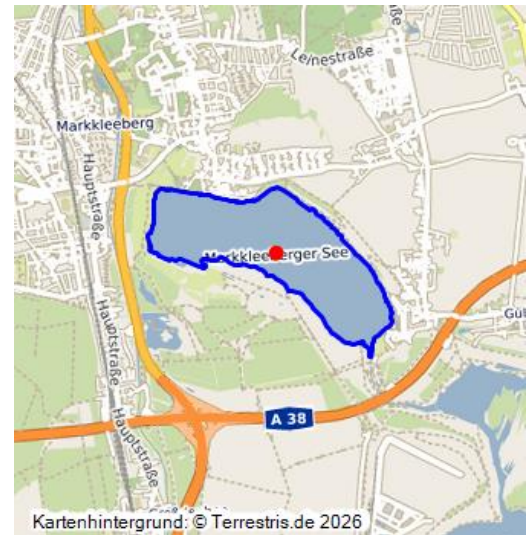 Leinestraße
Markkleeberg
Hauptstraße
Markkleeberger See
Hauptstraße
A 38
Hauptstraße
Kartenhintergrund: © Terrestris.de 2026